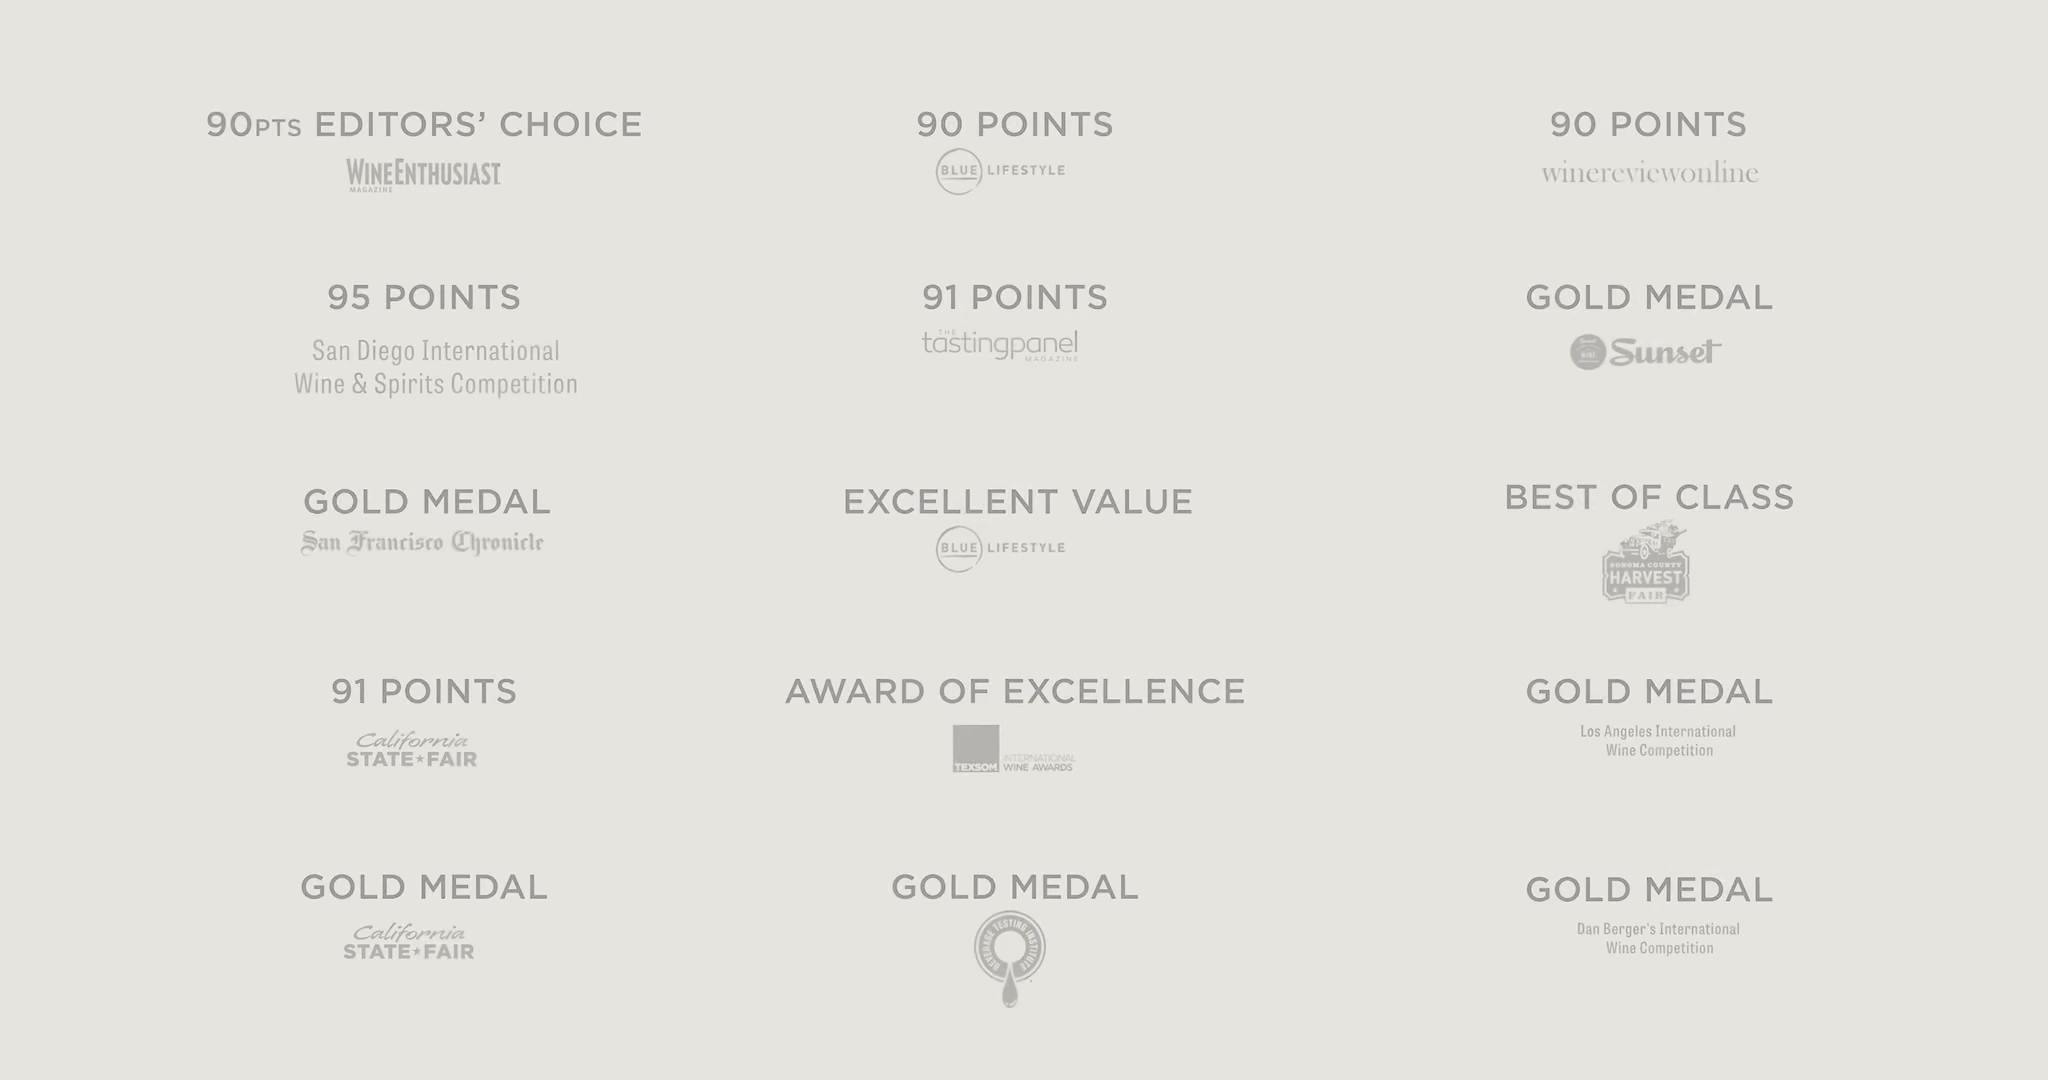 90PTS EDITORS’ CHOICE
WINEENTHUSIAST
MAGAZINE
90 POINTS
BLUE LIFESTYLE
90 POINTS
winereviewonline
95 POINTS
San Diego International
Wine & Spirits Competition
91 POINTS
THE
tastingpanel
MAGAZINE
GOLD MEDAL
WINE
Sunset
GOLD MEDAL
San Francisco Chronicle
EXCELLENT VALUE
BLUE LIFESTYLE
BEST OF CLASS
SONOMA COUNTY
HARVEST
FAIR
91 POINTS
California
STATE★FAIR
AWARD OF EXCELLENCE
TEXSOM
INTERNATIONAL
WINE AWARDS
GOLD MEDAL
Los Angeles International
Wine Competition
GOLD MEDAL
California
STATE★FAIR
GOLD MEDAL
BEVERAGE TESTING INSTITUTE
GOLD MEDAL
Dan Berger's International
Wine Competition